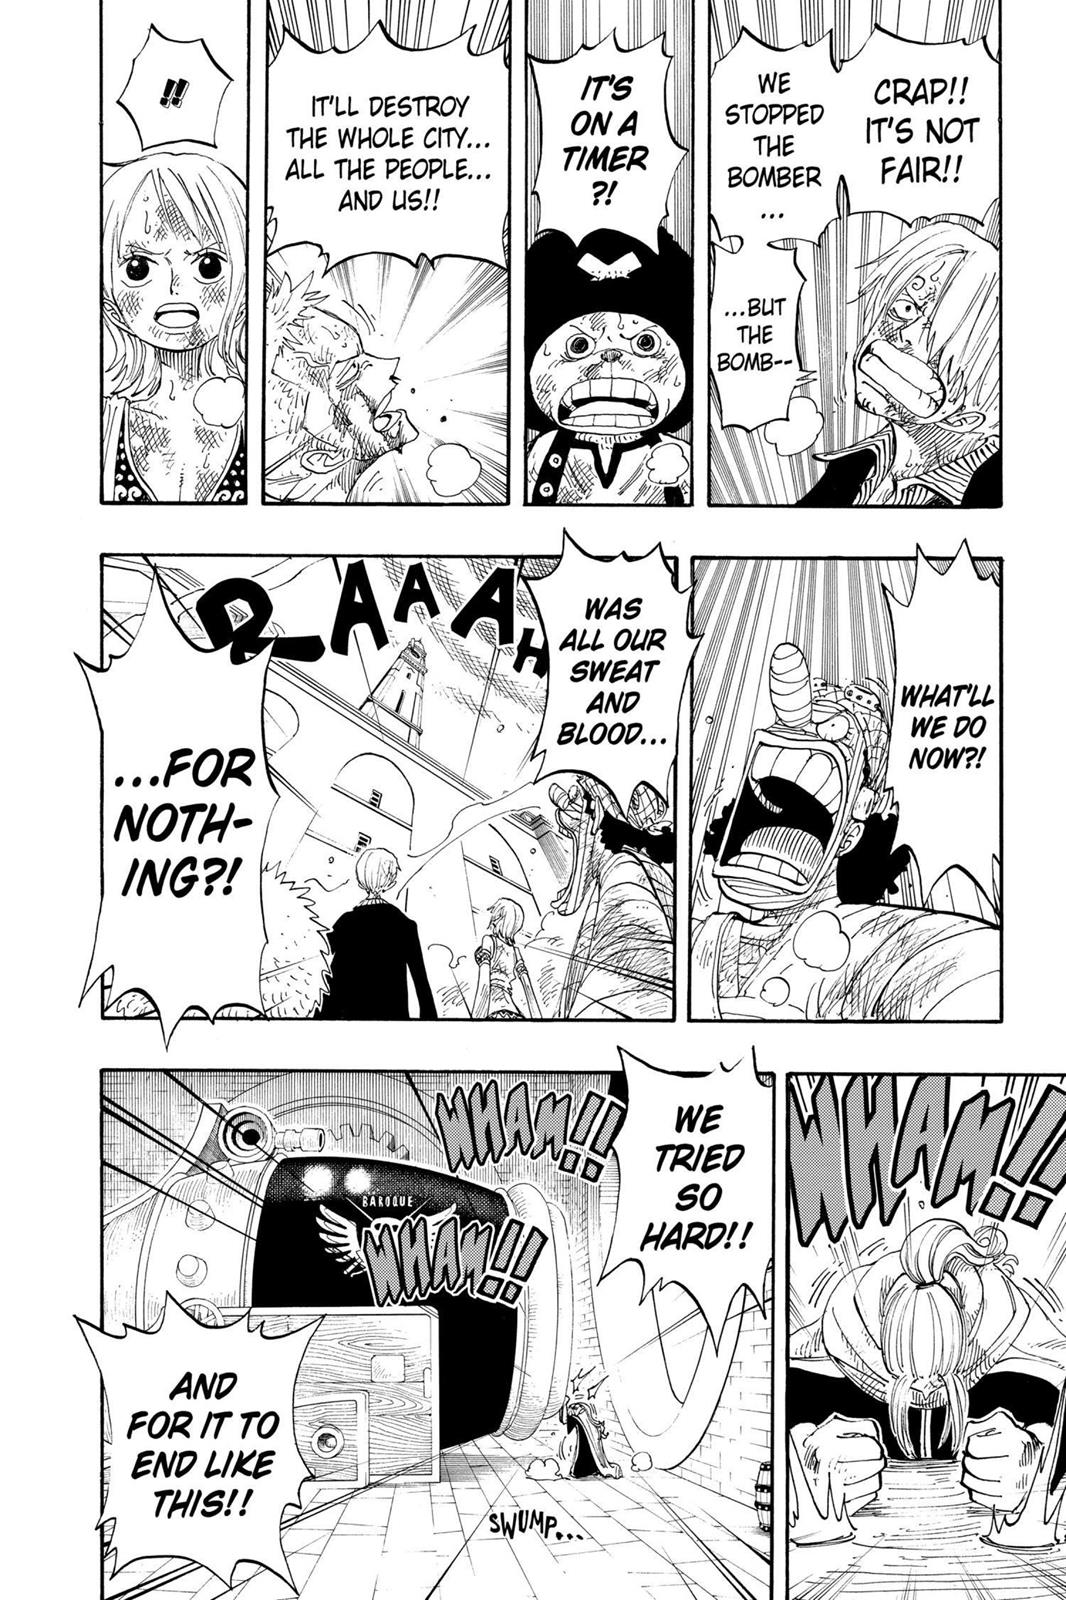 CRAP!!
IT'S NOT
FAIR!!
WE
STOPPED
THE
BOMBER
...
...BUT
THE
BOMB--
IT'S
ON A
TIMER
?!
IT'LL DESTROY
THE WHOLE CITY...
ALL THE PEOPLE...
AND US!!
!!
WHAT'LL
WE DO
NOW?!
WAS
ALL OUR
SWEAT
AND
BLOOD...
RAAAAH
...FOR
NOTH-
ING?!
WHAM!!
WE
TRIED
SO
HARD!!
WHAM!!
BAROQUE
WHAM!!
AND
FOR IT TO
END LIKE
THIS!!
SWUMP...